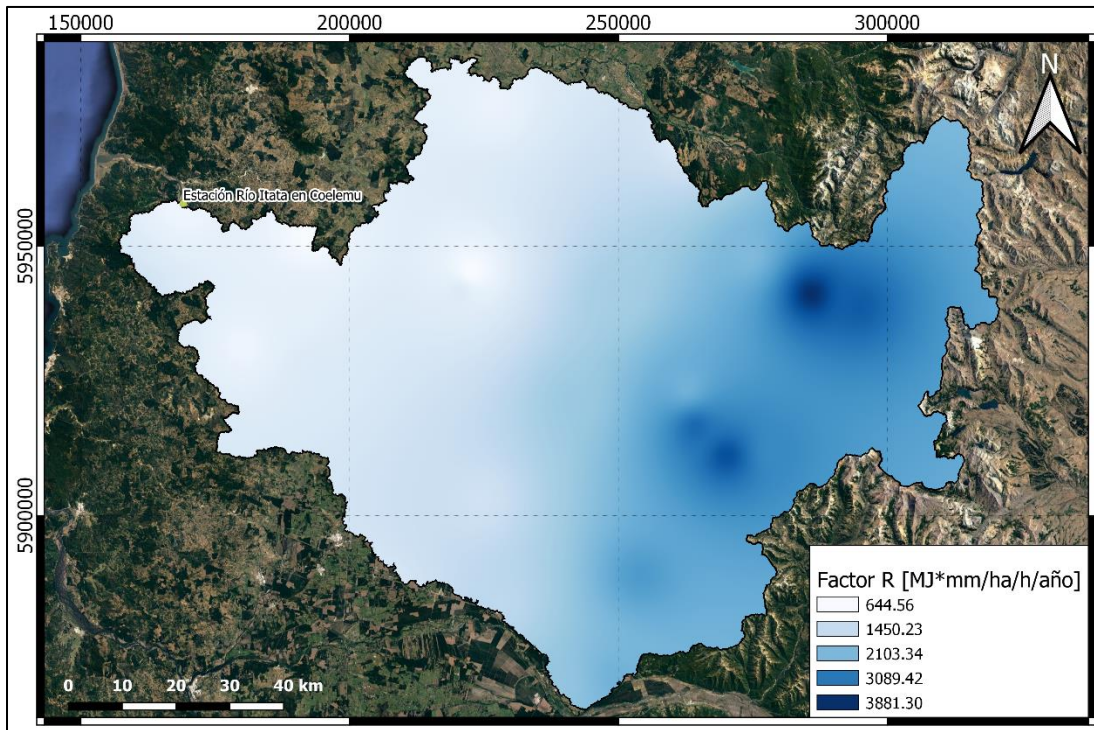 150000
200000
250000
300000
N
Estación Río Itata en Coelemu
5950000
5900000
Factor R [MJ*mm/ha/h/año]
644.56
1450.23
2103.34
3089.42
3881.30
0 10 20 30 40 km